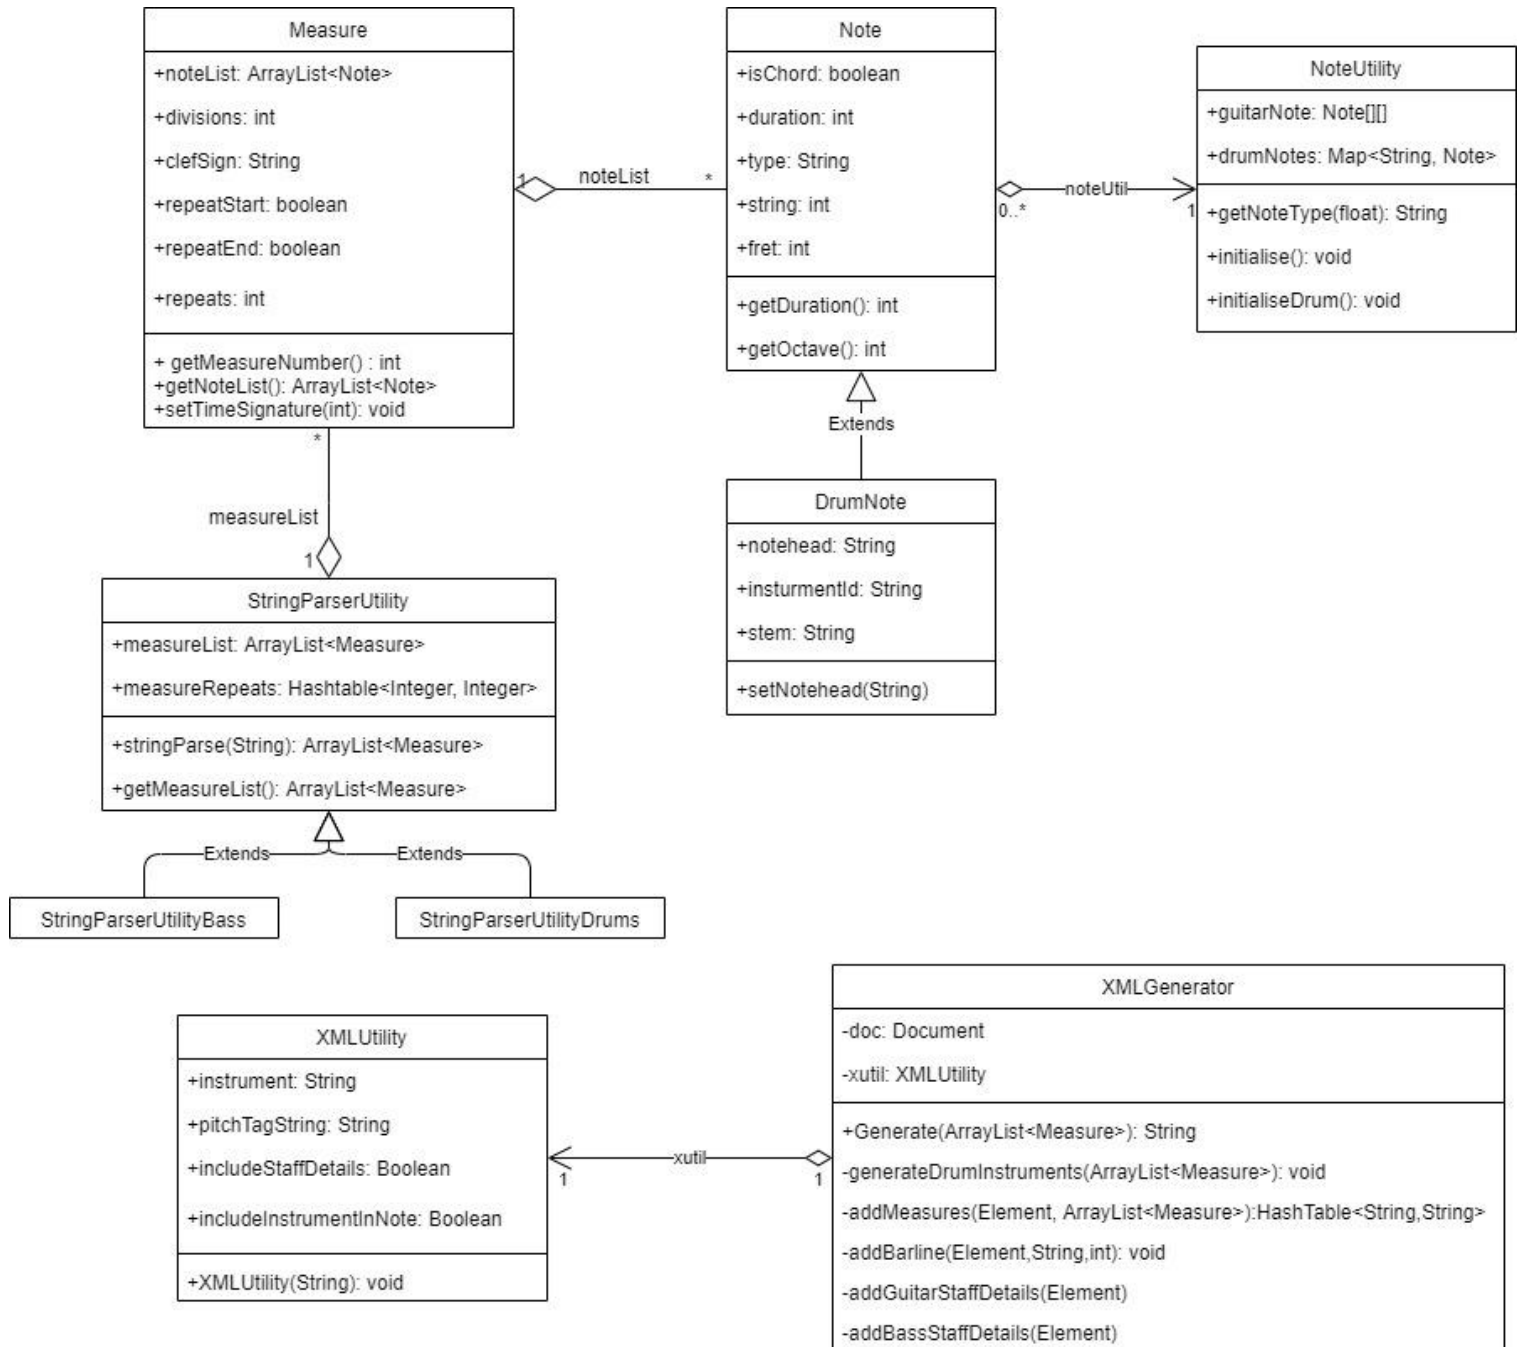 Measure
+noteList: ArrayList<Note>
+divisions: int
+clefSign: String
+repeatStart: boolean
+repeatEnd: boolean
+repeats: int
+ getMeasureNumber() : int
+getNoteList(): ArrayList<Note>
+setTimeSignature(int): void
1
noteList
*
Note
+isChord: boolean
+duration: int
+type: String
+string: int
+fret: int
+getDuration(): int
+getOctave(): int
0..*
noteUtil
1
NoteUtility
+guitarNote: Note[][]
+drumNotes: Map<String, Note>
+getNoteType(float): String
+initialise(): void
+initialiseDrum(): void
Extends
DrumNote
+notehead: String
+insturmentId: String
+stem: String
+setNotehead(String)
*
measureList
1
StringParserUtility
+measureList: ArrayList<Measure>
+measureRepeats: Hashtable<Integer, Integer>
+stringParse(String): ArrayList<Measure>
+getMeasureList(): ArrayList<Measure>
Extends
Extends
StringParserUtilityBass
StringParserUtilityDrums
XMLUtility
+instrument: String
+pitchTagString: String
+includeStaffDetails: Boolean
+includeInstrumentInNote: Boolean
+XMLUtility(String): void
1
xutil
1
XMLGenerator
-doc: Document
-xutil: XMLUtility
+Generate(ArrayList<Measure>): String
-generateDrumInstruments(ArrayList<Measure>): void
-addMeasures(Element, ArrayList<Measure>):HashTable<String,String>
-addBarline(Element,String,int): void
-addGuitarStaffDetails(Element)
-addBassStaffDetails(Element)